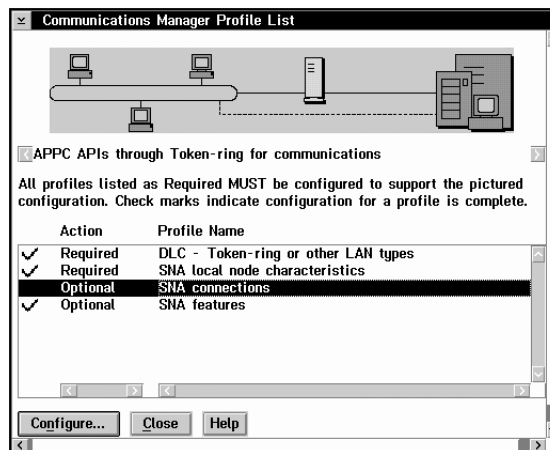 Communications Manager Profile List
APPC APIs through Token-ring for communications
All profiles listed as Required MUST be configured to support the pictured
configuration. Check marks indicate configuration for a profile is complete.
Action Profile Name
Required DLC - Token-ring or other LAN types
Required SNA local node characteristics
Optional SNA connections
Optional SNA features
Configure... Close Help